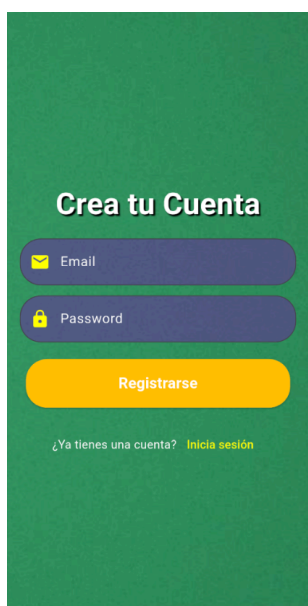 Crea tu Cuenta
Email
Password
Registrarse
¿Ya tienes una cuenta? Inicia sesión